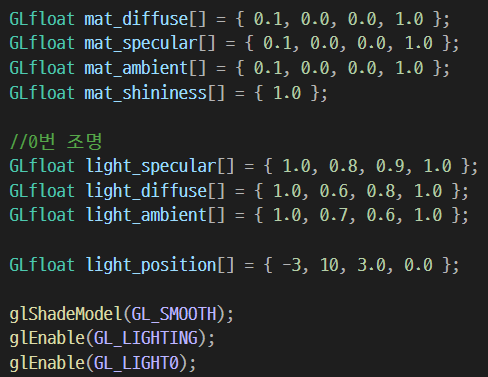 GLfloat mat_diffuse[] = { 0.1, 0.0, 0.0, 1.0 };
GLfloat mat_specular[] = { 0.1, 0.0, 0.0, 1.0 };
GLfloat mat_ambient[] = { 0.1, 0.0, 0.0, 1.0 };
GLfloat mat_shininess[] = { 1.0 };
//0번 조명
GLfloat light_specular[] = { 1.0, 0.8, 0.9, 1.0 };
GLfloat light_diffuse[] = { 1.0, 0.6, 0.8, 1.0 };
GLfloat light_ambient[] = { 1.0, 0.7, 0.6, 1.0 };
GLfloat light_position[] = { -3, 10, 3.0, 0.0 };
glShadeModel(GL_SMOOTH);
glEnable(GL_LIGHTING);
glEnable(GL_LIGHT0);